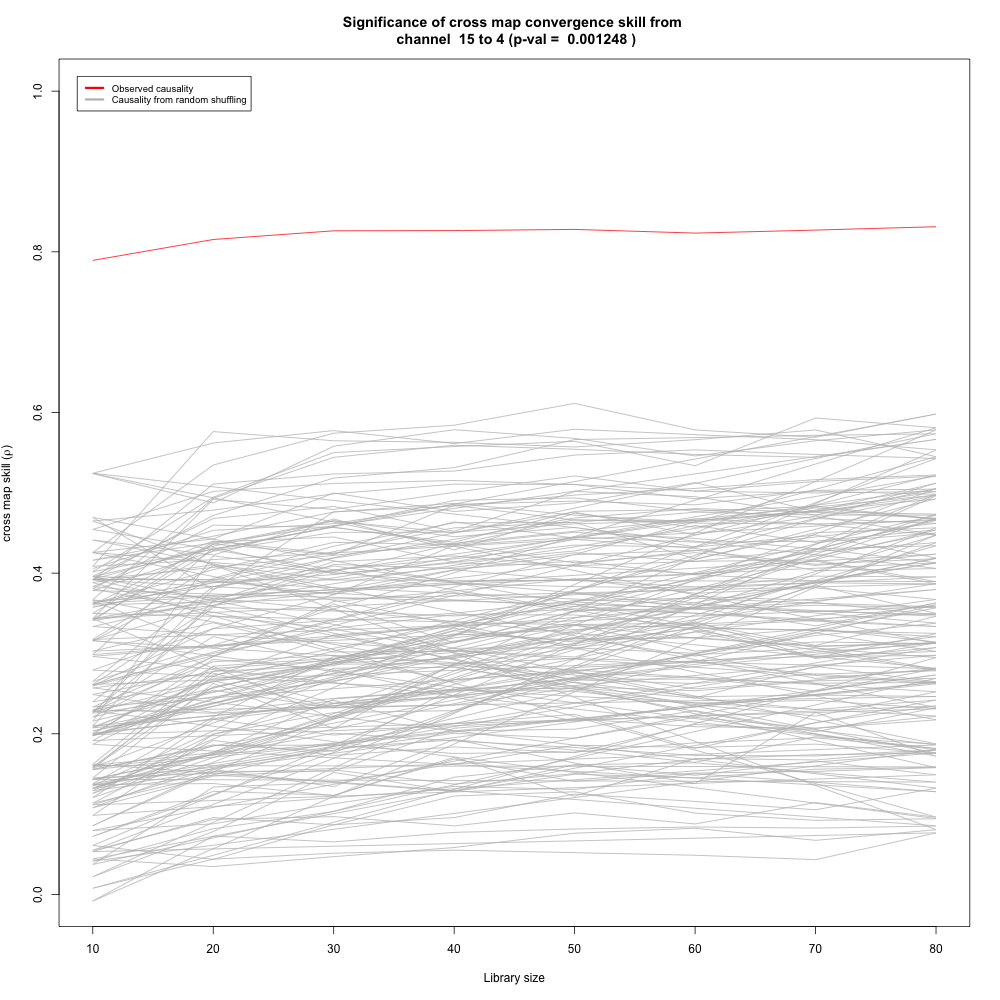 Significance of cross map convergence skill from
channel  15 to 4 (p-val =  0.001248 )
Observed causality
Causality from random shuffling
cross map skill (ρ)
1.0
0.8
0.6
0.4
0.2
0.0
10 20 30 40 50 60 70 80
Library size